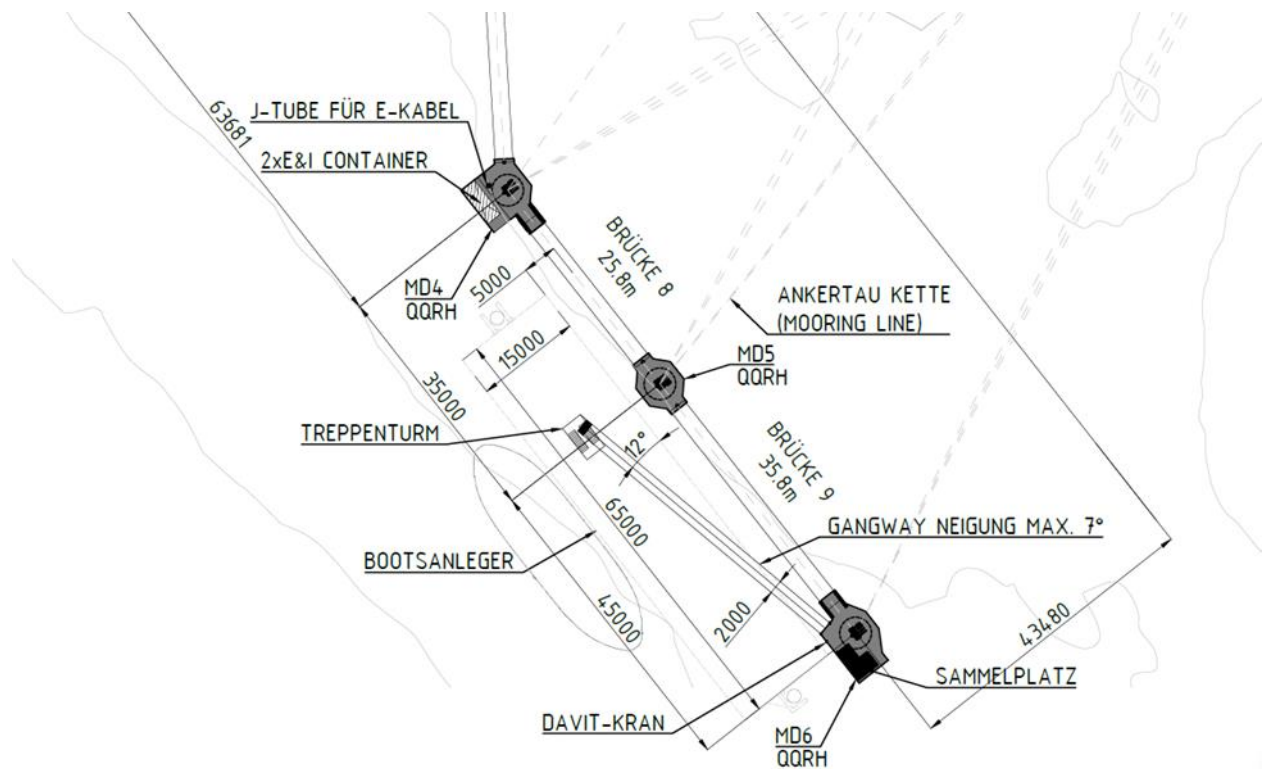 63681
J-TUBE FÜR E-KABEL
2xE&I CONTAINER
MD4
QQRH
5000
BRÜCKE 8
25.8m
ANKERTAU KETTE
(MOORING LINE)
15000
MD5
QQRH
35000
TREPPENTURM
12°
BRÜCKE 9
35.8m
65000
GANGWAY NEIGUNG MAX. 7°
BOOTSANLEGER
45000
2000
43480
SAMMELPLATZ
DAVIT-KRAN
MD6
QQRH